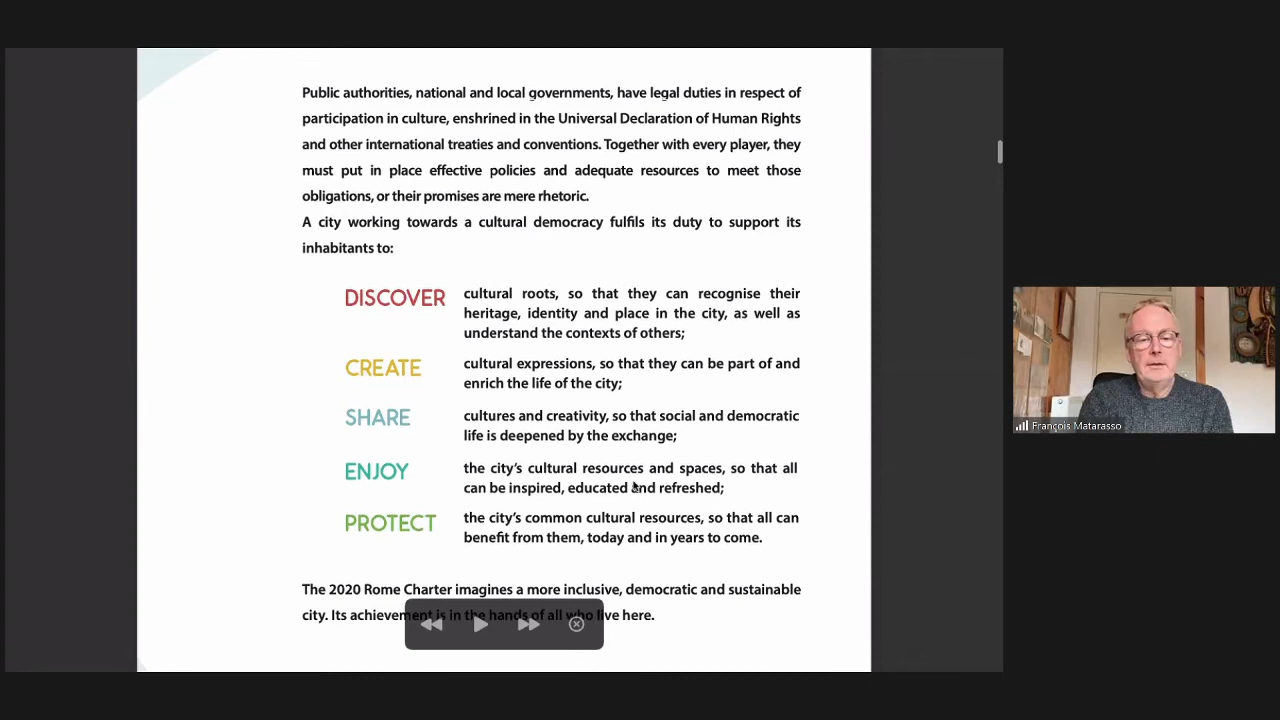 Public authorities, national and local governments, have legal duties in respect of
participation in culture, enshrined in the Universal Declaration of Human Rights
and other international treaties and conventions. Together with every player, they
must put in place effective policies and adequate resources to meet those
obligations, or their promises are mere rhetoric.
A city working towards a cultural democracy fulfils its duty to support its
inhabitants to:
DISCOVER cultural roots, so that they can recognise their
heritage, identity and place in the city, as well as
understand the contexts of others;
CREATE cultural expressions, so that they can be part of and
enrich the life of the city;
SHARE cultures and creativity, so that social and democratic
life is deepened by the exchange;
ENJOY the city's cultural resources and spaces, so that all
can be inspired, educated and refreshed;
PROTECT the city's common cultural resources, so that all can
benefit from them, today and in years to come.
The 2020 Rome Charter imagines a more inclusive, democratic and sustainable
city. Its achievement is in the hands of all who live here.
François Matarasso